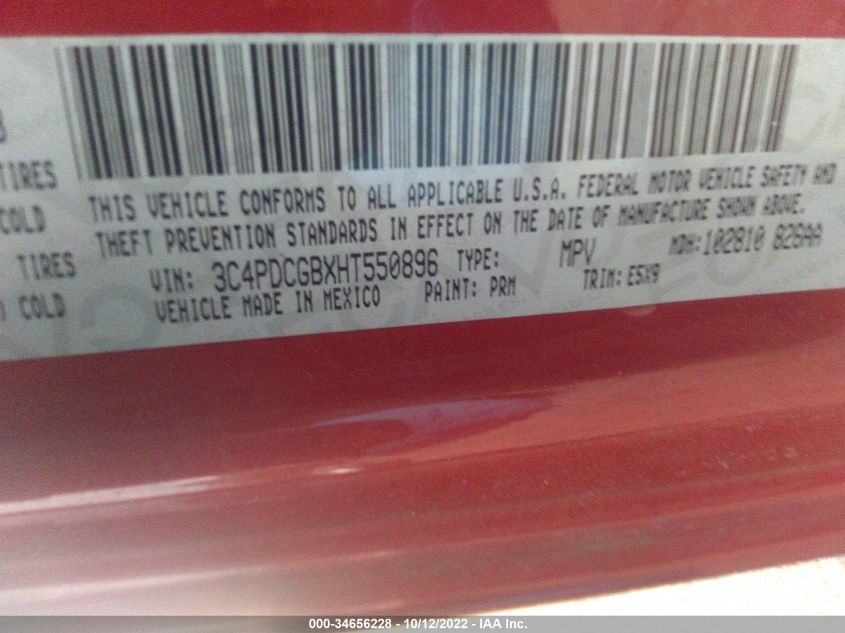 THIS VEHICLE CONFORMS TO ALL APPLICABLE U.S.A. FEDERAL MOTOR VEHICLE SAFETY AND
THEFT PREVENTION STANDARDS IN EFFECT ON THE DATE OF MANUFACTURE SHOWN ABOVE.
VIN: 3C4PDCGBXHT550896 TYPE: MPV MDH:102810 826AA
VEHICLE MADE IN MEXICO PAINT: PRM TRIM: E5X9
TIRES
COLD
TIRES
COLD
000-34656228 - 10/12/2022 - IAA Inc.